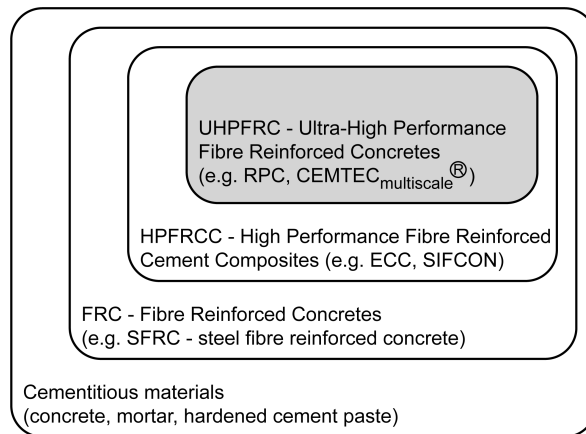 UHPFRC - Ultra-High Performance
Fibre Reinforced Concretes
(e.g. RPC, CEMTECmultiscale®)
HPFRCC - High Performance Fibre Reinforced
Cement Composites (e.g. ECC, SIFCON)
FRC - Fibre Reinforced Concretes
(e.g. SFRC - steel fibre reinforced concrete)
Cementitious materials
(concrete, mortar, hardened cement paste)